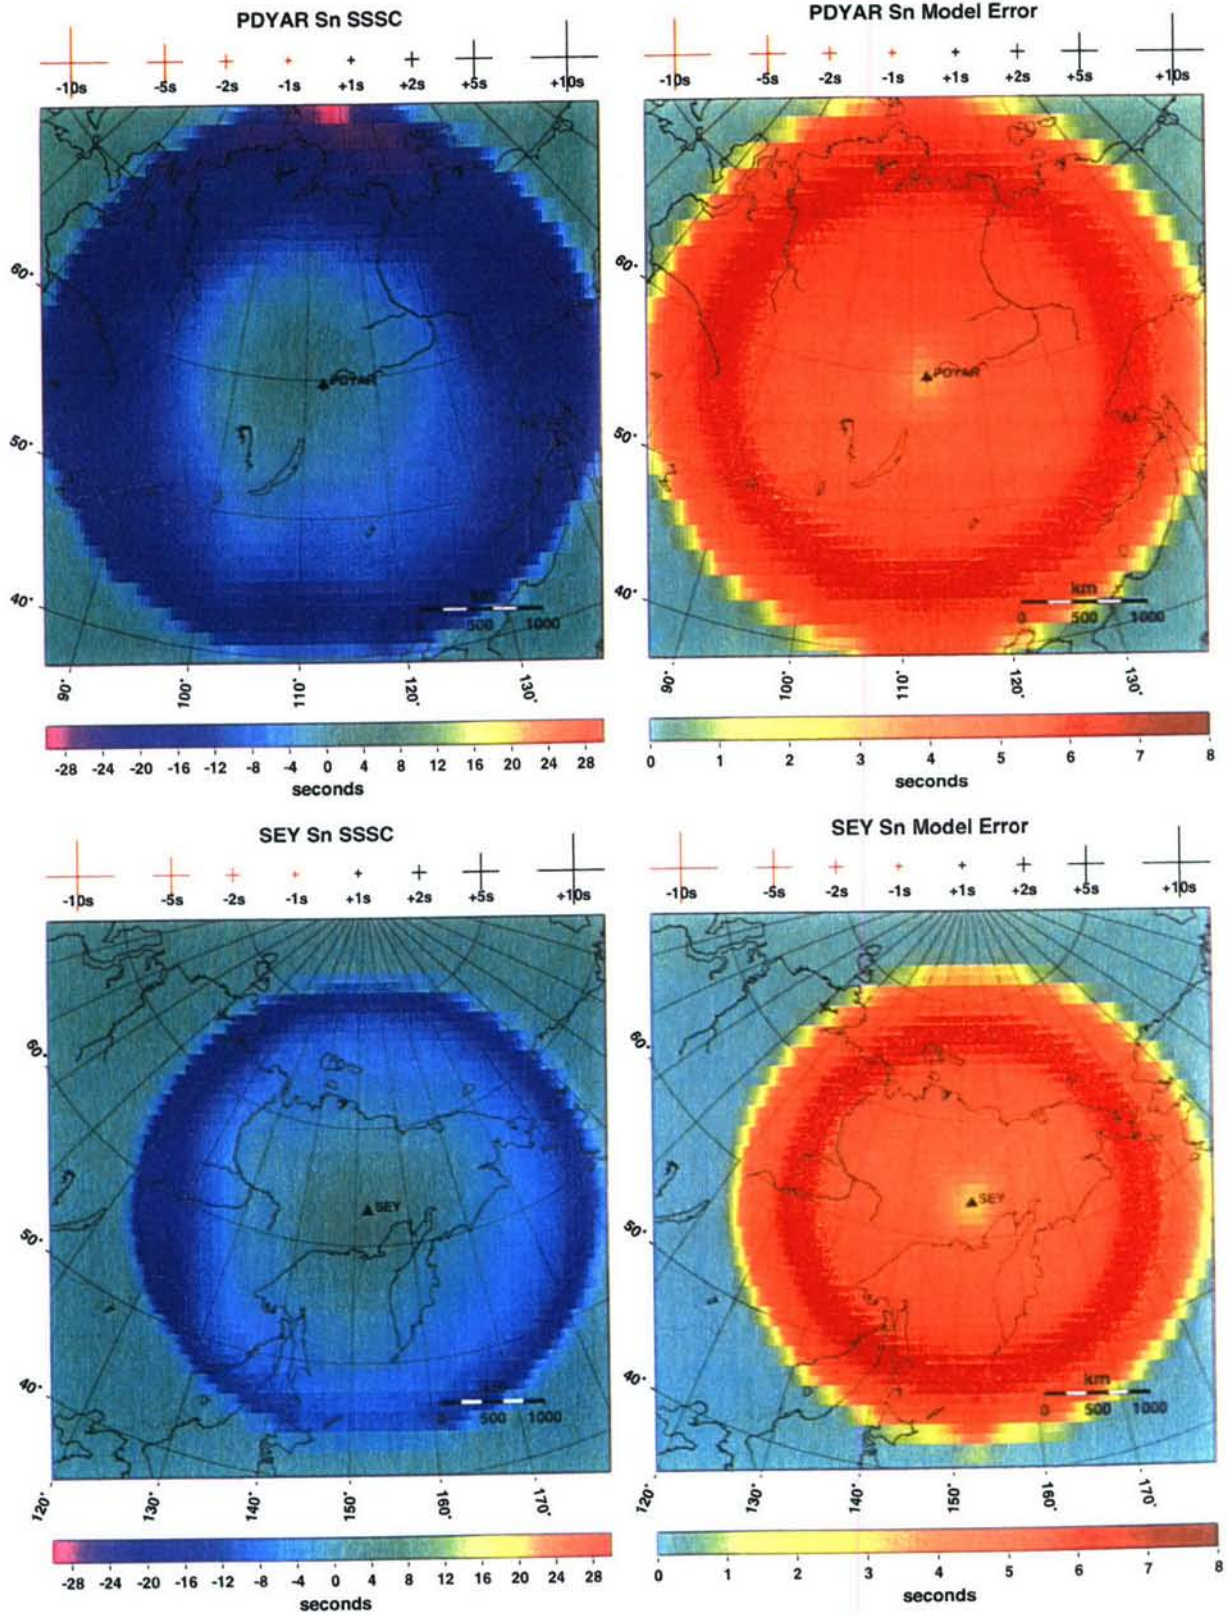 PDYAR Sn SSSC
-10s -5s -2s -1s +1s +2s +5s +10s
60°
50°
40°
PDYAR
km
0 500 1000
90° 100° 110° 120° 130°
-28 -24 -20 -16 -12 -8 -4 0 4 8 12 16 20 24 28
seconds
PDYAR Sn Model Error
-10s -5s -2s -1s +1s +2s +5s +10s
60°
50°
40°
PDYAR
km
0 500 1000
90° 100° 110° 120° 130°
0 1 2 3 4 5 6 7 8
seconds
SEY Sn SSSC
-10s -5s -2s -1s +1s +2s +5s +10s
60°
50°
40°
SEY
km
0 500 1000
120° 130° 140° 150° 160° 170°
-28 -24 -20 -16 -12 -8 -4 0 4 8 12 16 20 24 28
seconds
SEY Sn Model Error
-10s -5s -2s -1s +1s +2s +5s +10s
60°
50°
40°
SEY
km
0 500 1000
120° 130° 140° 150° 160° 170°
0 1 2 3 4 5 6 7 8
seconds